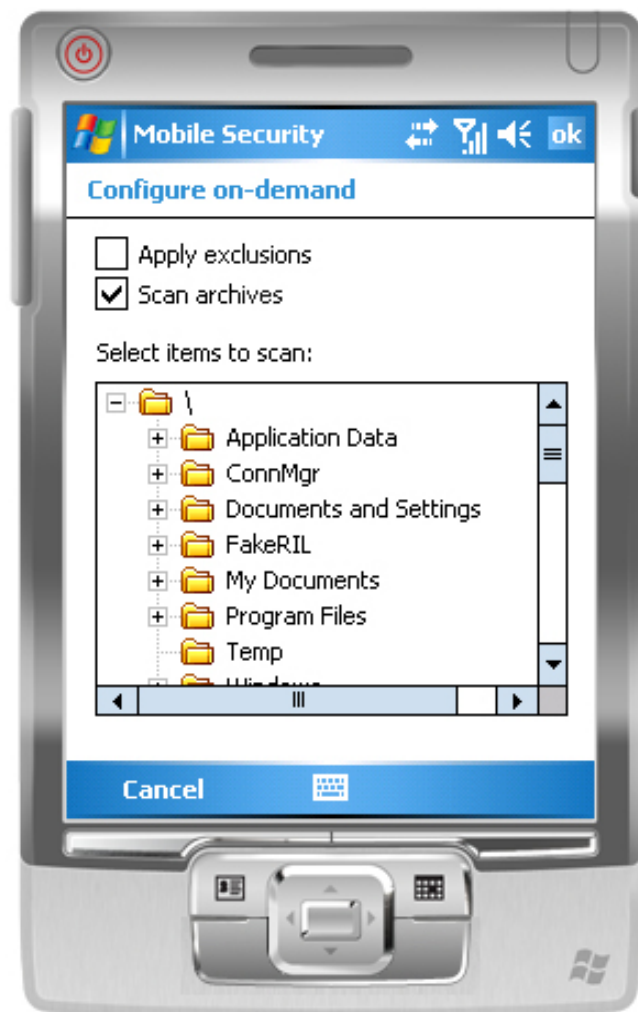 Mobile Security ok
Configure on-demand
Apply exclusions
Scan archives
Select items to scan:
\
Application Data
ConnMgr
Documents and Settings
FakeRIL
My Documents
Program Files
Temp
Windows
Cancel